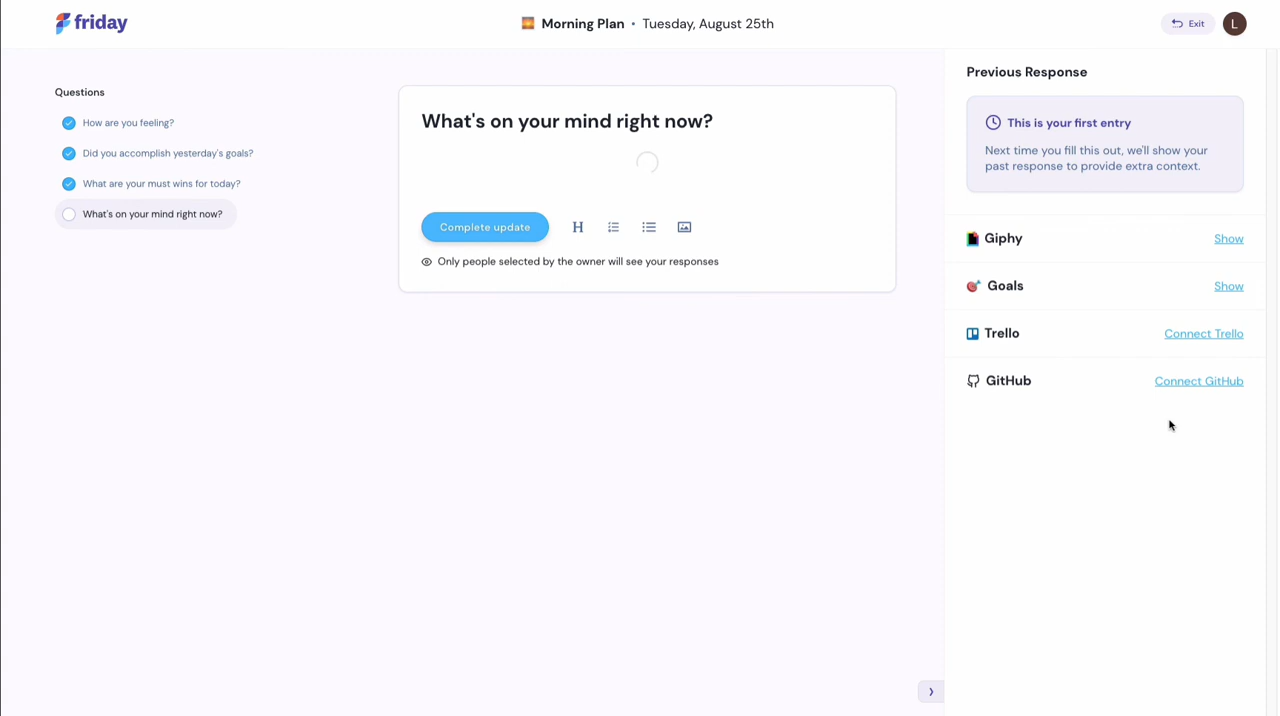 friday
Morning Plan • Tuesday, August 25th
Exit
L
Questions
How are you feeling?
Did you accomplish yesterday's goals?
What are your must wins for today?
What's on your mind right now?
What's on your mind right now?
Complete update
H
Only people selected by the owner will see your responses
Previous Response
This is your first entry
Next time you fill this out, we'll show your
past response to provide extra context.
Giphy Show
Goals Show
Trello Connect Trello
GitHub Connect GitHub